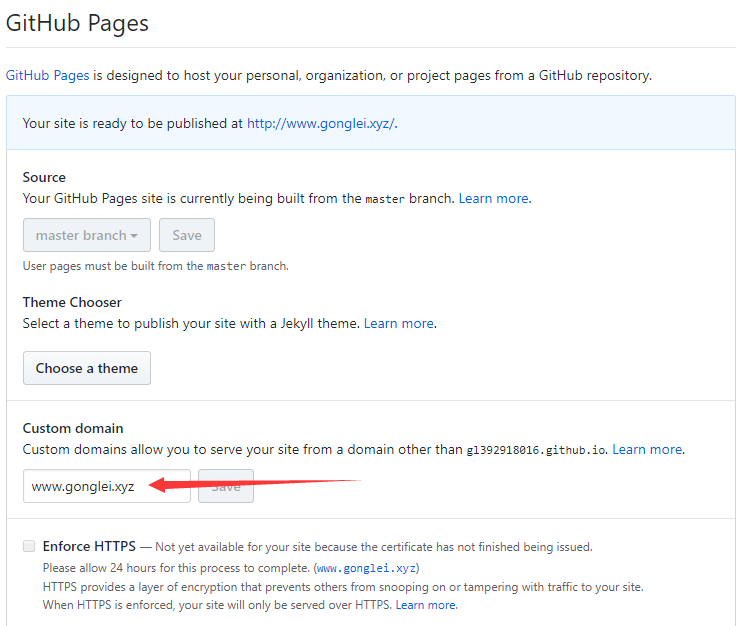 GitHub Pages
GitHub Pages is designed to host your personal, organization, or project pages from a GitHub repository.
Your site is ready to be published at http://www.gonglei.xyz/.
Source
Your GitHub Pages site is currently being built from the master branch. Learn more.
master branch Save
User pages must be built from the master branch.
Theme Chooser
Select a theme to publish your site with a Jekyll theme. Learn more.
Choose a theme
Custom domain
Custom domains allow you to serve your site from a domain other than gl392918016.github.io. Learn more.
www.gonglei.xyz Save
Enforce HTTPS — Not yet available for your site because the certificate has not finished being issued.
Please allow 24 hours for this process to complete. (www.gonglei.xyz)
HTTPS provides a layer of encryption that prevents others from snooping on or tampering with traffic to your site.
When HTTPS is enforced, your site will only be served over HTTPS. Learn more.